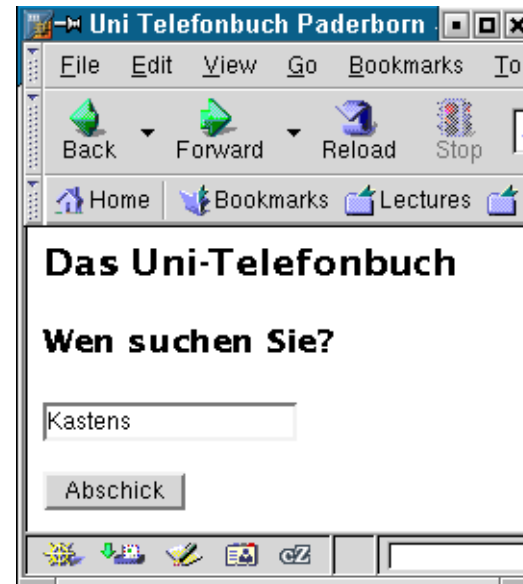 Uni Telefonbuch Paderborn
File Edit View Go Bookmarks To
Back Forward Reload Stop
Home Bookmarks Lectures
Das Uni-Telefonbuch
Wen suchen Sie?
Kastens
Abschick